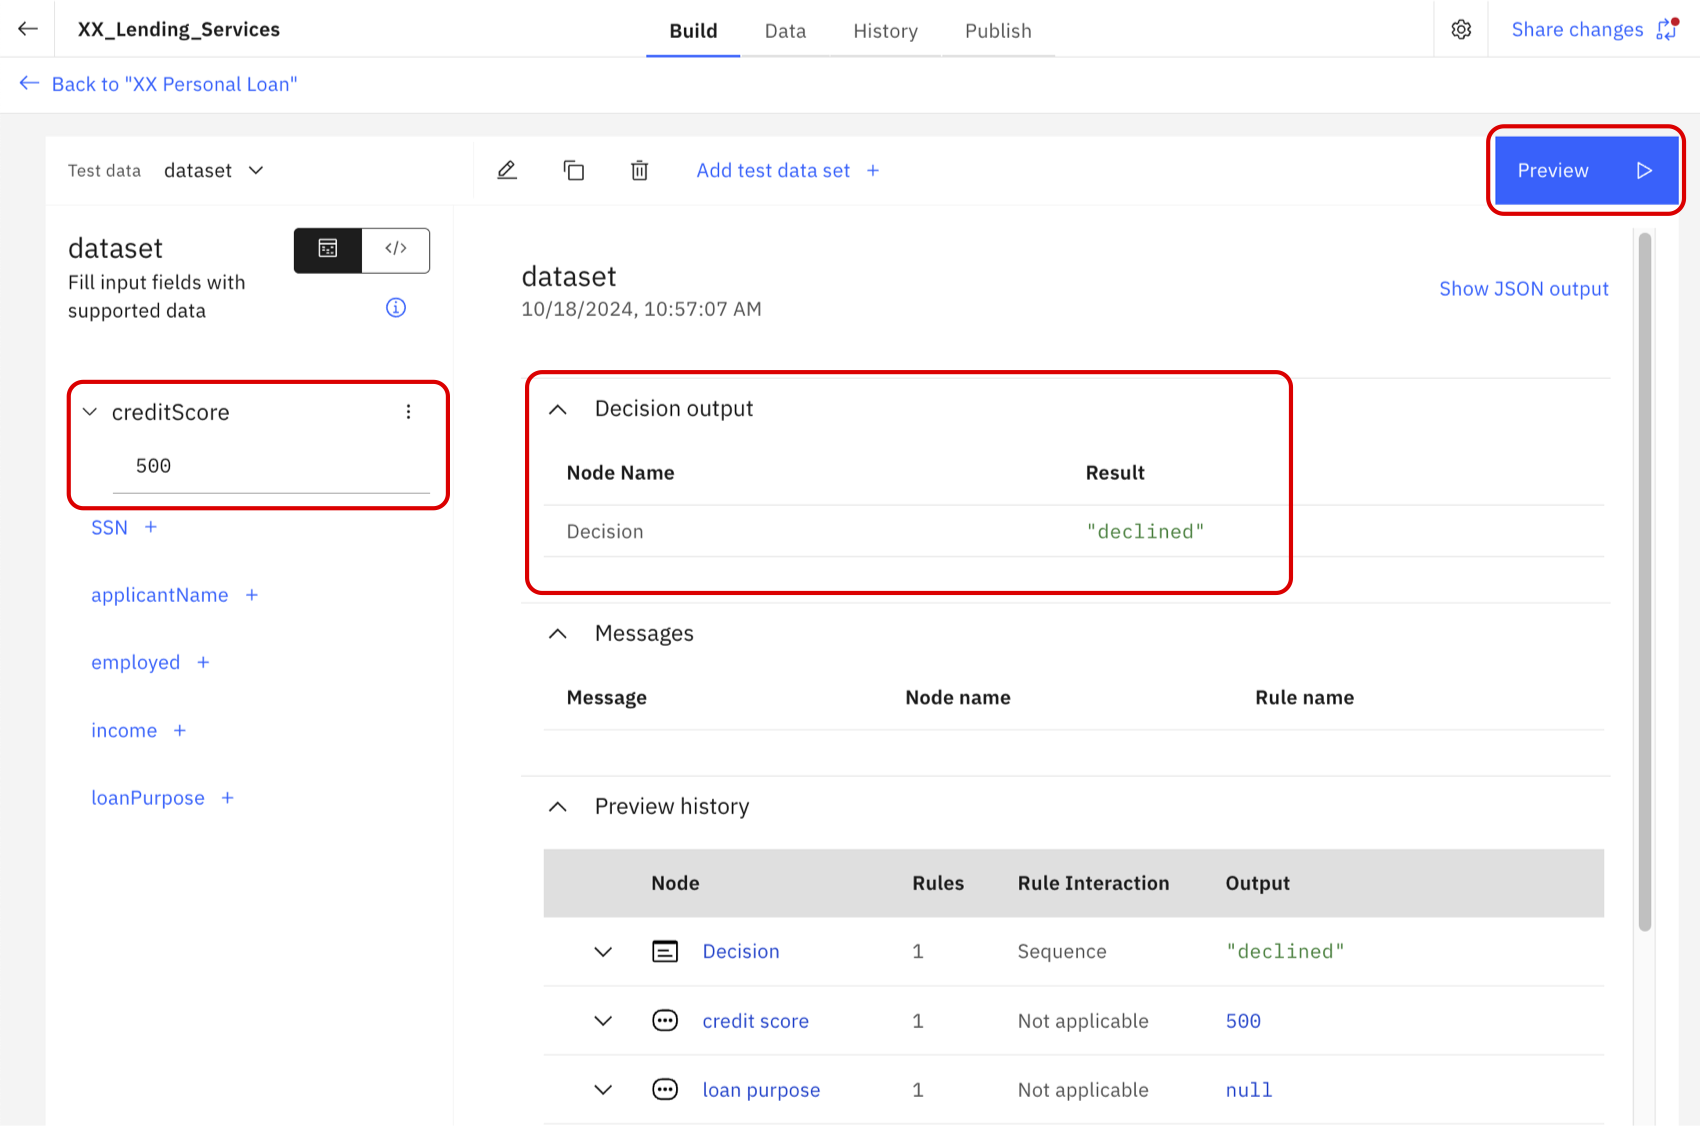 XX_Lending_Services
Build
Data
History
Publish
Share changes
Back to "XX Personal Loan"
Test data dataset
Add test data set +
Preview
dataset
</>
Fill input fields with
supported data
creditScore
500
SSN +
applicantName +
employed +
income +
loanPurpose +
dataset
10/18/2024, 10:57:07 AM
Show JSON output
Decision output
Node Name Result
Decision "declined"
Messages
Message Node name Rule name
Preview history
Node Rules Rule Interaction Output
Decision 1 Sequence "declined"
credit score 1 Not applicable 500
loan purpose 1 Not applicable null